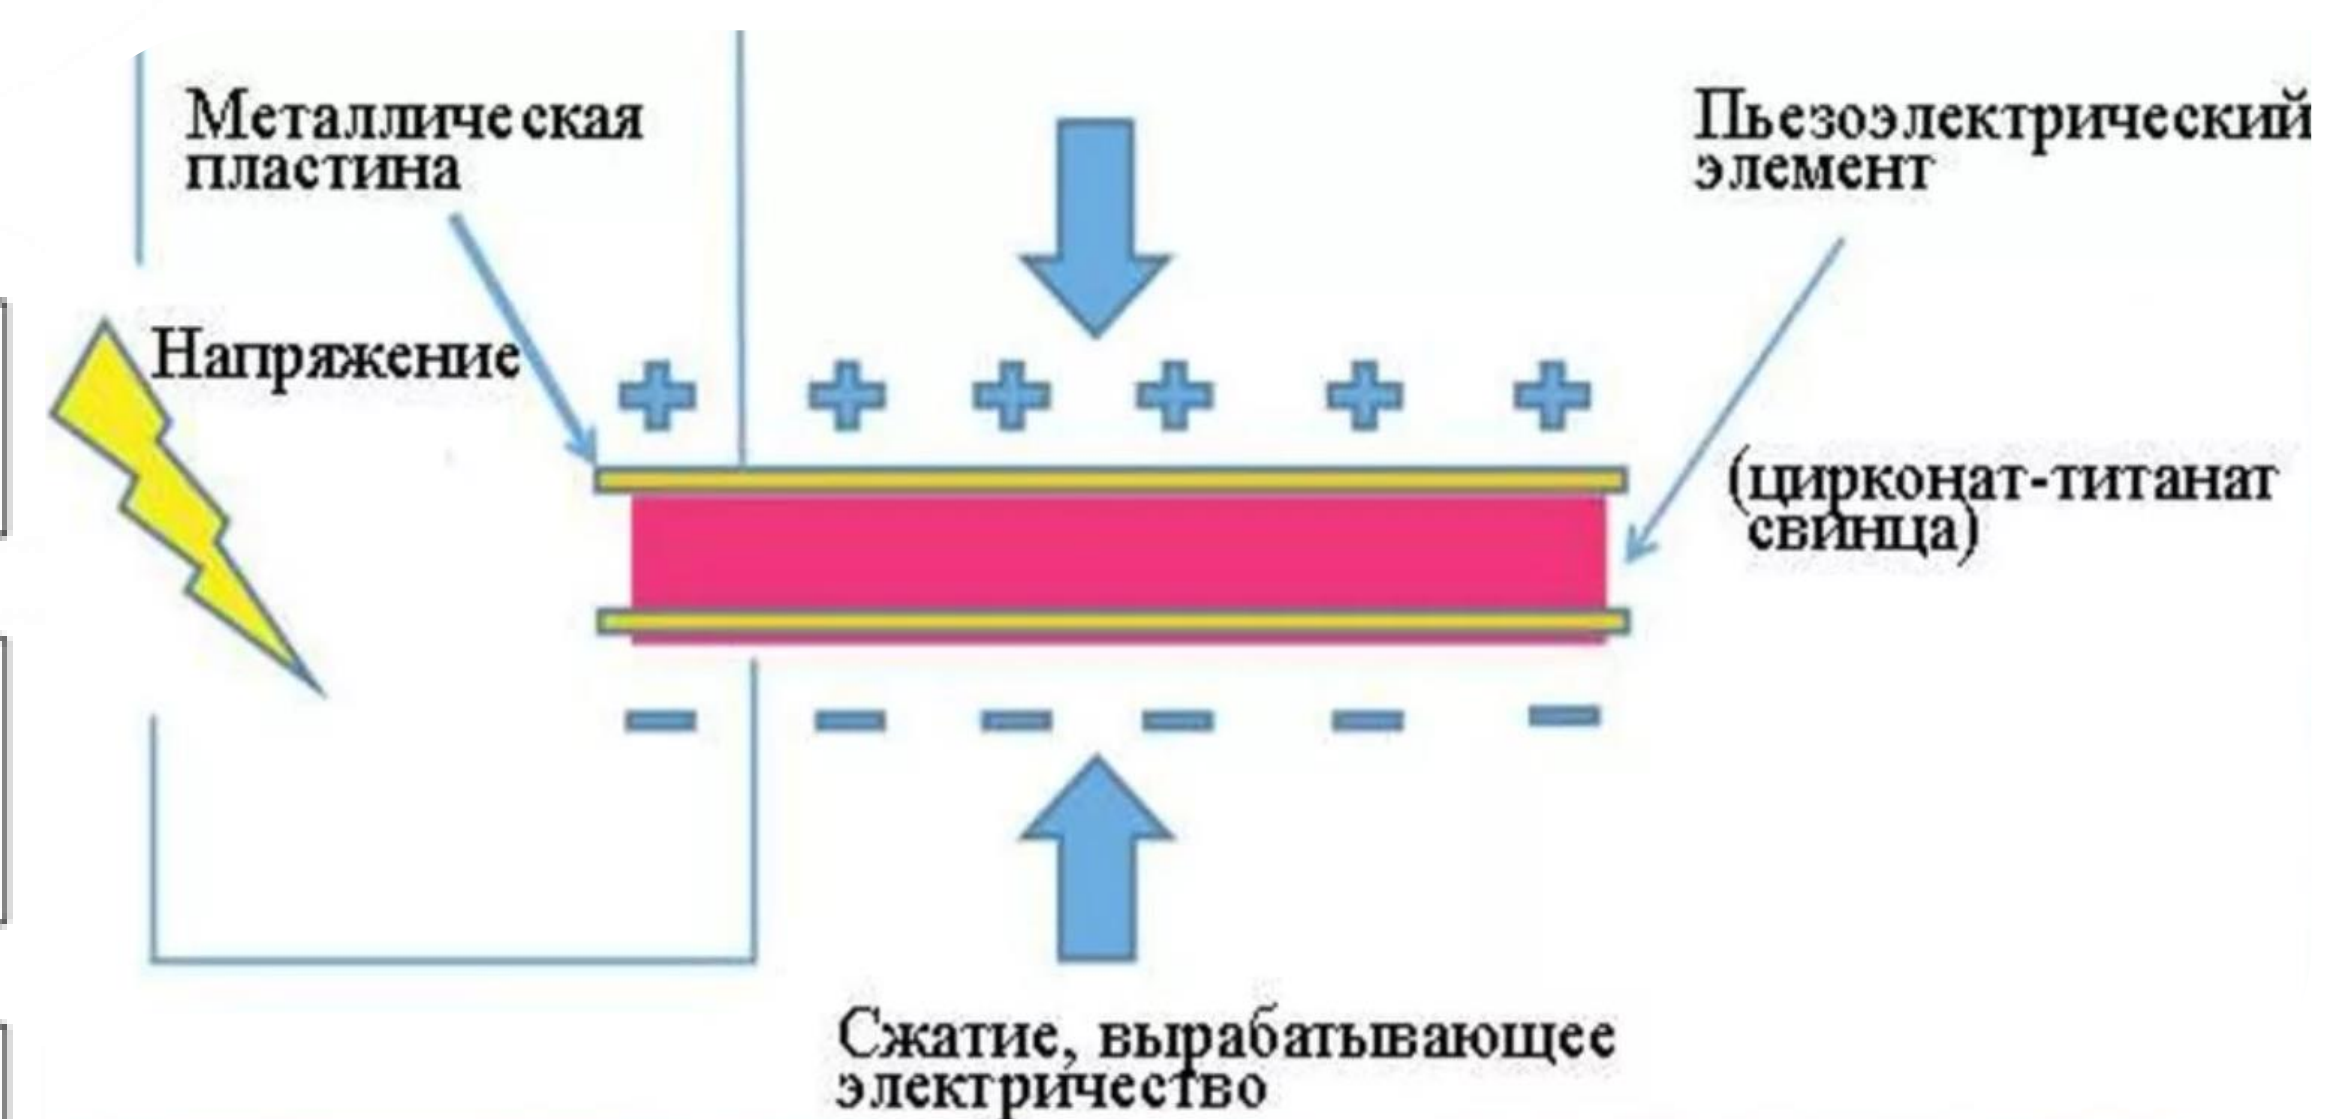 Металлическая
пластина
Пьезоэлектрический
элемент
Напряжение
(цирконат-титанат
свинца)
Сжатие, вырабатывающее
электричество